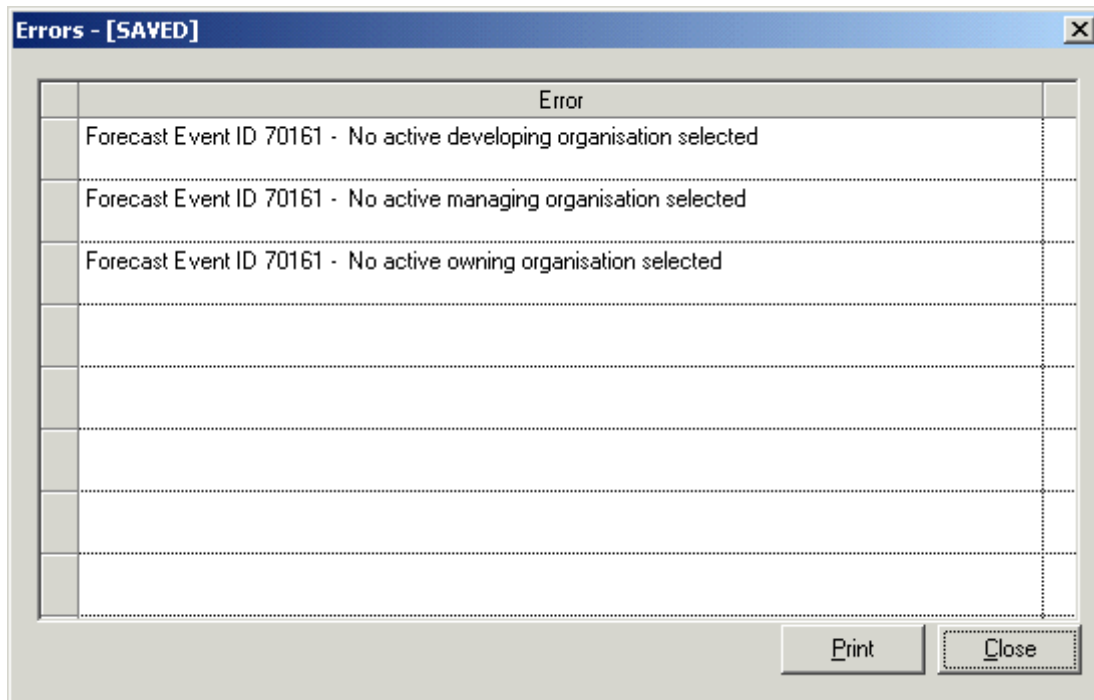 Errors - [SAVED]
Error
Forecast Event ID 70161 - No active developing organisation selected
Forecast Event ID 70161 - No active managing organisation selected
Forecast Event ID 70161 - No active owning organisation selected
Print Close